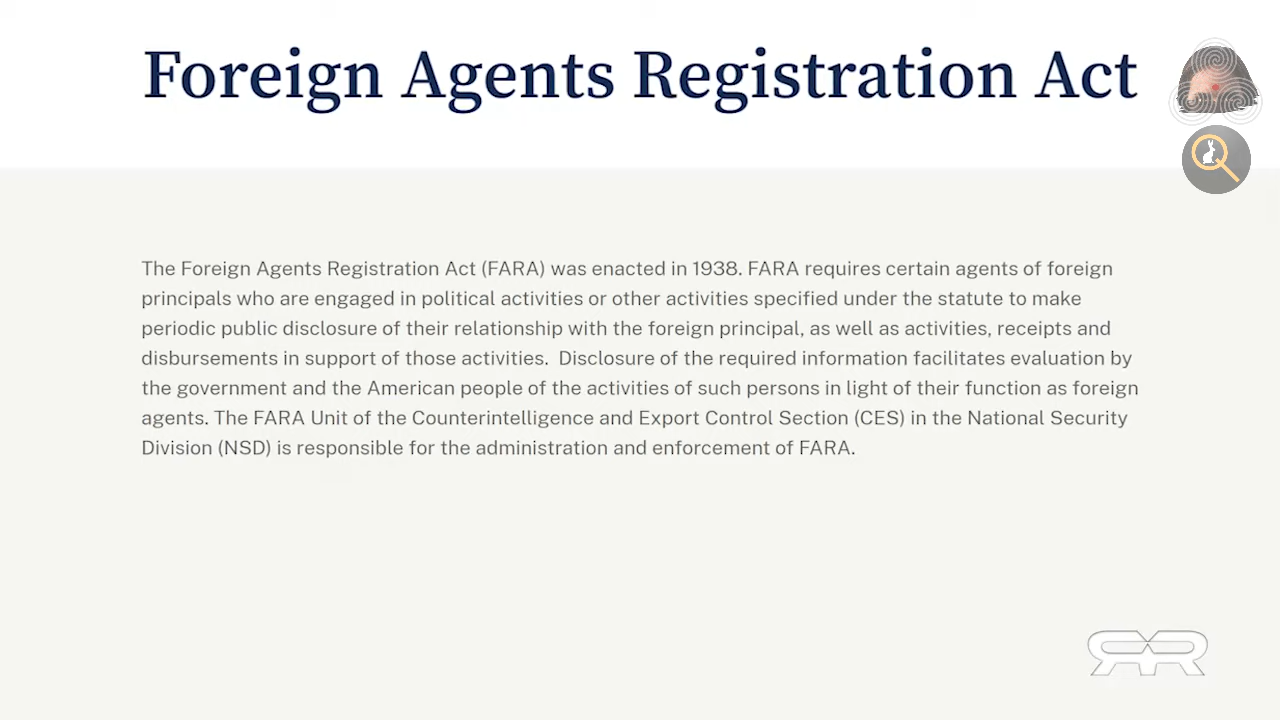 Foreign Agents Registration Act
The Foreign Agents Registration Act (FARA) was enacted in 1938. FARA requires certain agents of foreign
principals who are engaged in political activities or other activities specified under the statute to make
periodic public disclosure of their relationship with the foreign principal, as well as activities, receipts and
disbursements in support of those activities.  Disclosure of the required information facilitates evaluation by
the government and the American people of the activities of such persons in light of their function as foreign
agents. The FARA Unit of the Counterintelligence and Export Control Section (CES) in the National Security
Division (NSD) is responsible for the administration and enforcement of FARA.